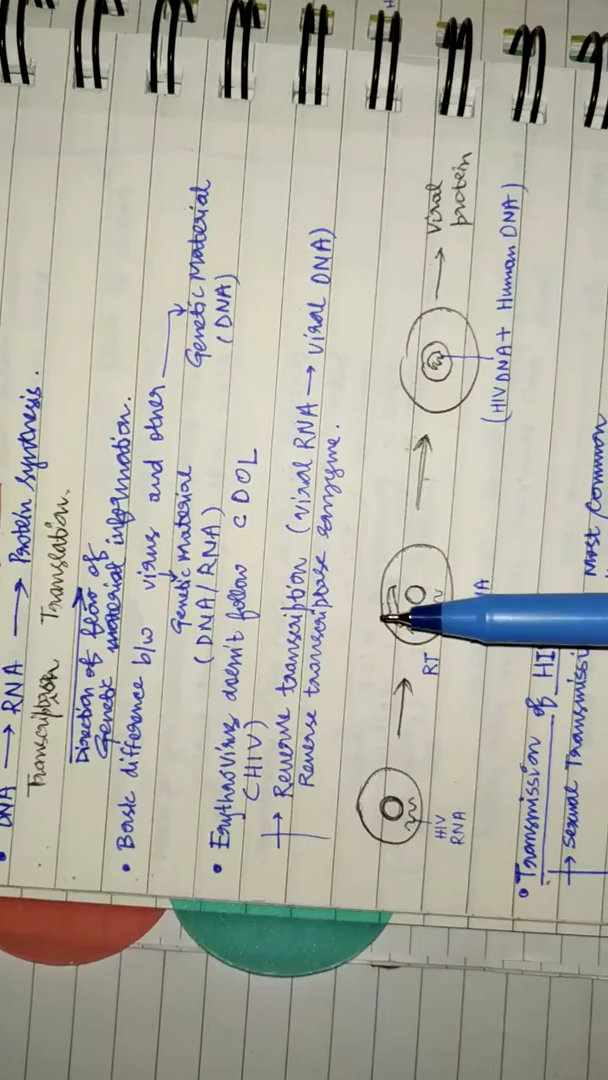 • DNA → RNA → Protein synthesis.
Transcription Translation.
Direction of flow of
Genetic material information.
• Basic difference b/w virus and other
Genetic material
(DNA/RNA)
Genetic Material
(DNA)
• Erythrovirus doesn't follow CDOL
(HIV)
→ Reverse transcription (viral RNA → viral DNA)
Reverse transcriptase enzyme.
HIV
RNA
RT
(HIV DNA + Human DNA)
→ Viral
protein
• Transmission of HI
→ Sexual Transmissi
most common